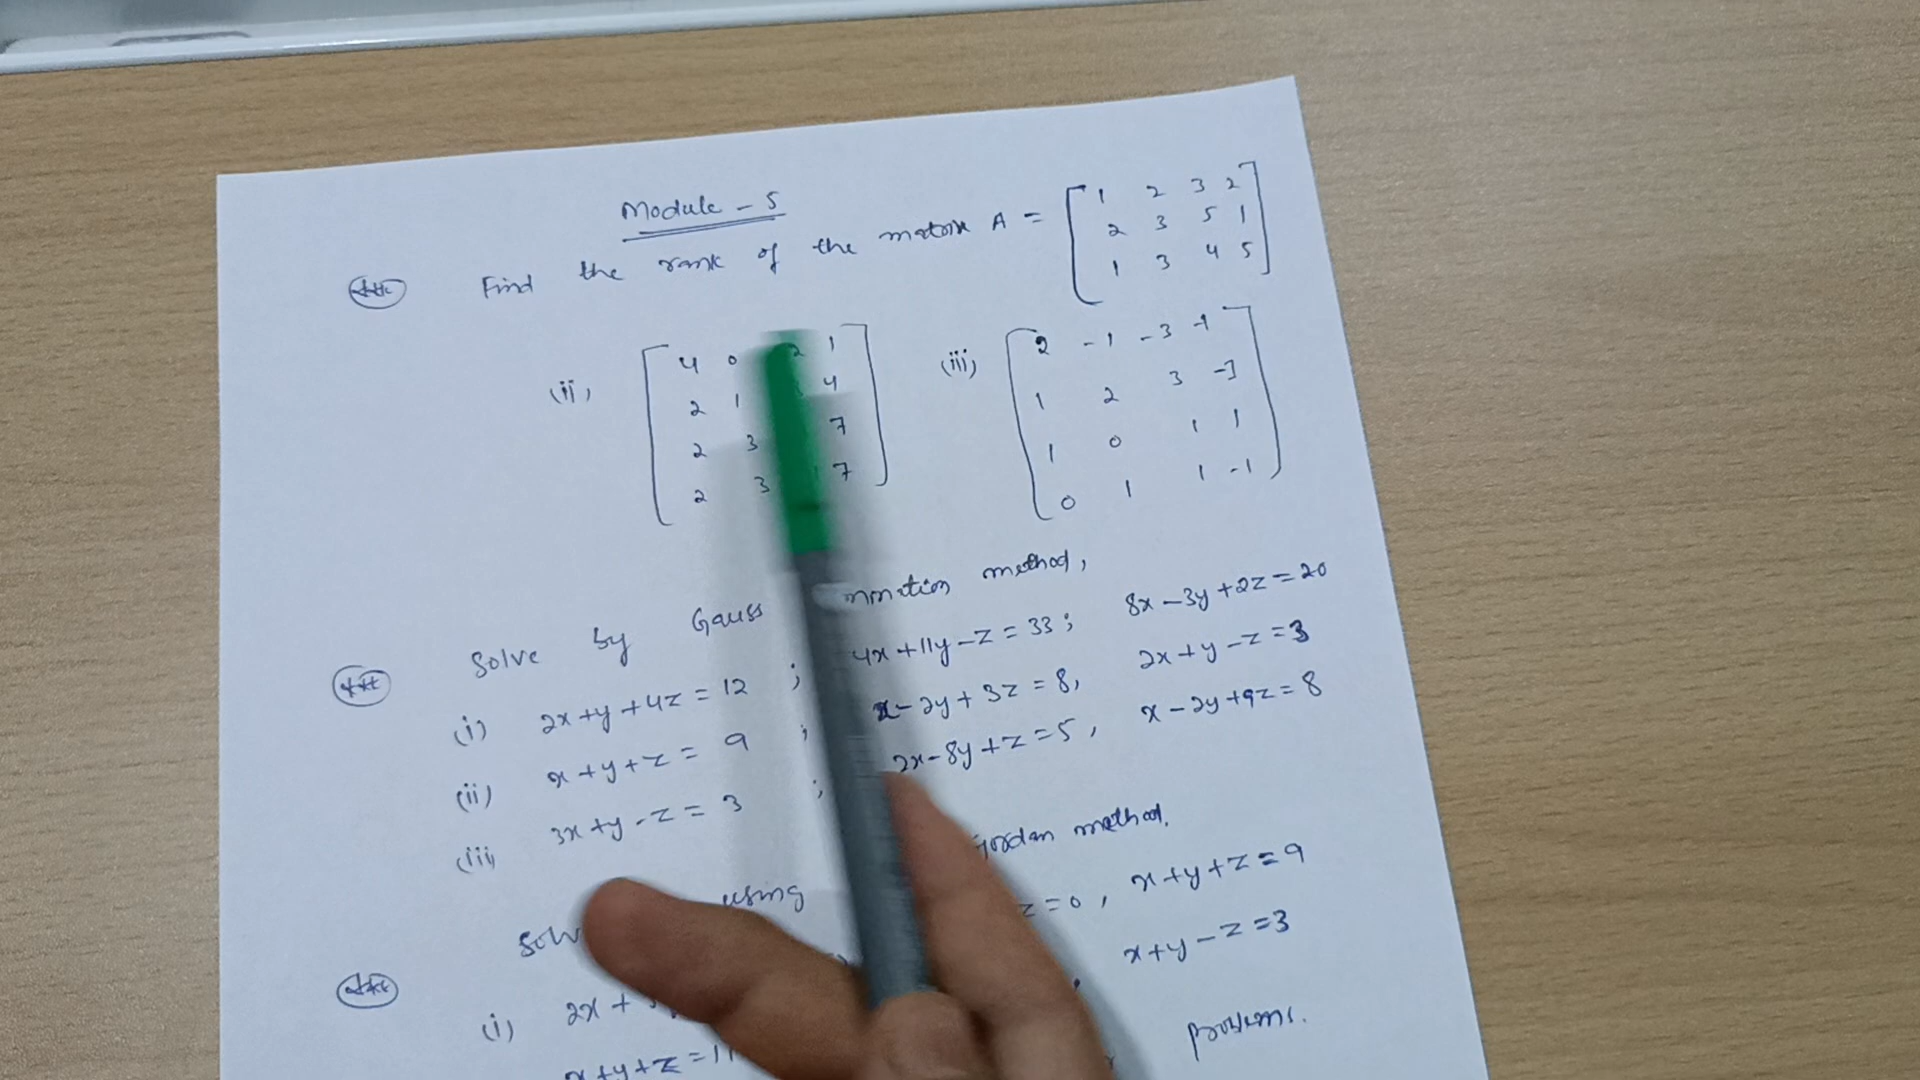 Module - 5
*** Find the rank of the matrix A = [1 2 3 2
2 3 5 1
1 3 4 5]
(ii) [4 0 2 1
2 1 3 4
2 3 7
2 3 1 7]
(iii) [2 -1 -3 -1
1 2 3 -1
1 0 1 1
0 1 1 -1]
*** Solve by Gauss method,
(i) 2x+y+4z = 12 ; 4x+11y-z = 33 ; 8x-3y+2z = 20
(ii) x+y+z = 9 ; x-2y+3z = 8, 2x+y-z = 3
(iii) 3x+y-z = 3 ; 2x-8y+z = 5, x-2y+9z = 8
*** using Jordan method.
(i) 2x + z = 0, x+y+z = 9
x+y+z = 11 x+y-z = 3
problems.